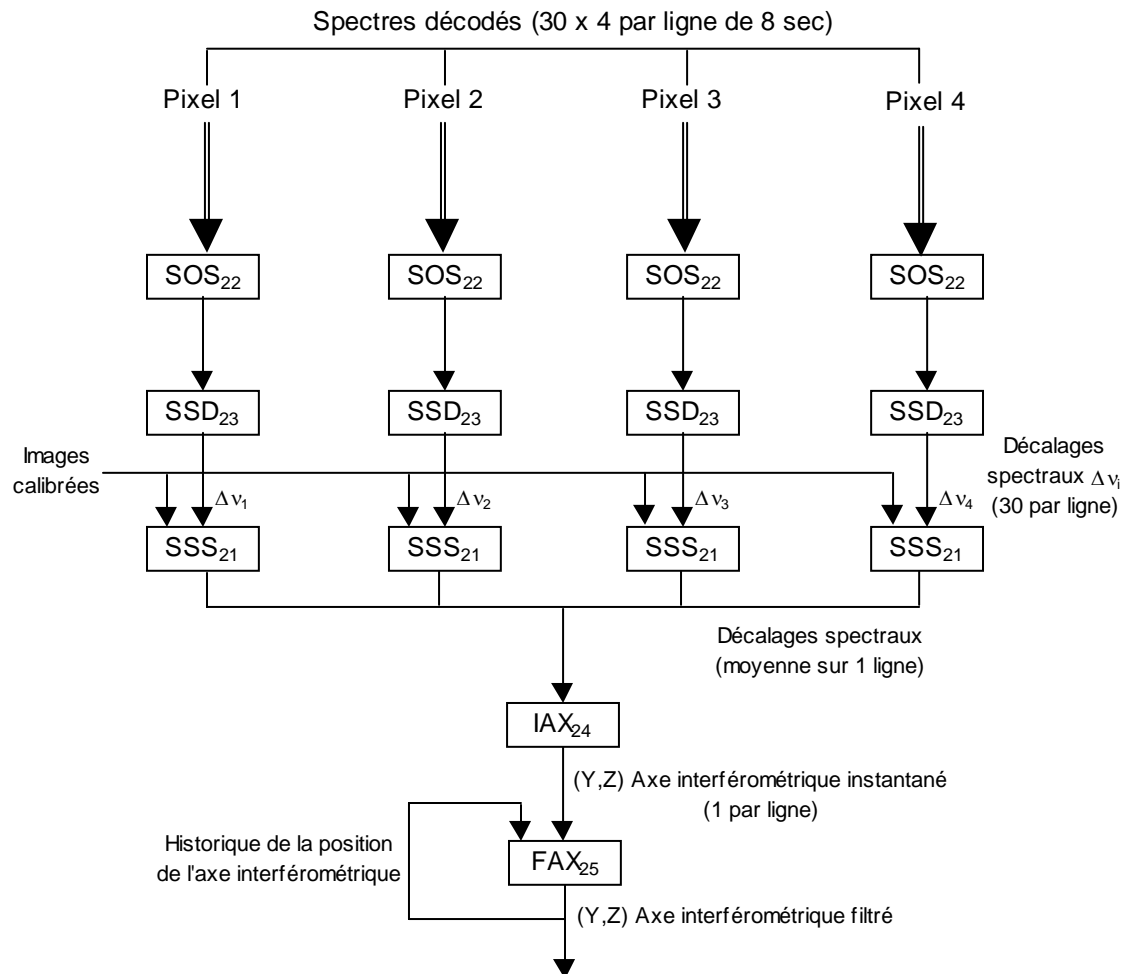 Spectres décodés (30 x 4 par ligne de 8 sec)
Pixel 1
Pixel 2
Pixel 3
Pixel 4
SOS22
SOS22
SOS22
SOS22
SSD23
SSD23
SSD23
SSD23
Images
calibrées
Décalages
spectraux Δνi
(30 par ligne)
Δν1
Δν2
Δν3
Δν4
SSS21
SSS21
SSS21
SSS21
Décalages spectraux
(moyenne sur 1 ligne)
IAX24
(Y,Z) Axe interférométrique instantané
(1 par ligne)
Historique de la position
de l'axe interférométrique
FAX25
(Y,Z) Axe interférométrique filtré